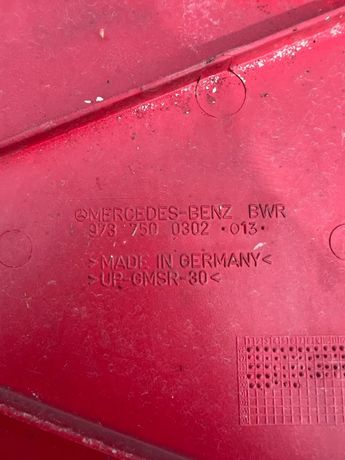 MERCEDES-BENZ BWR
973 750 0302 ·013·
>MADE IN GERMANY<
>UP-GMSR-30<